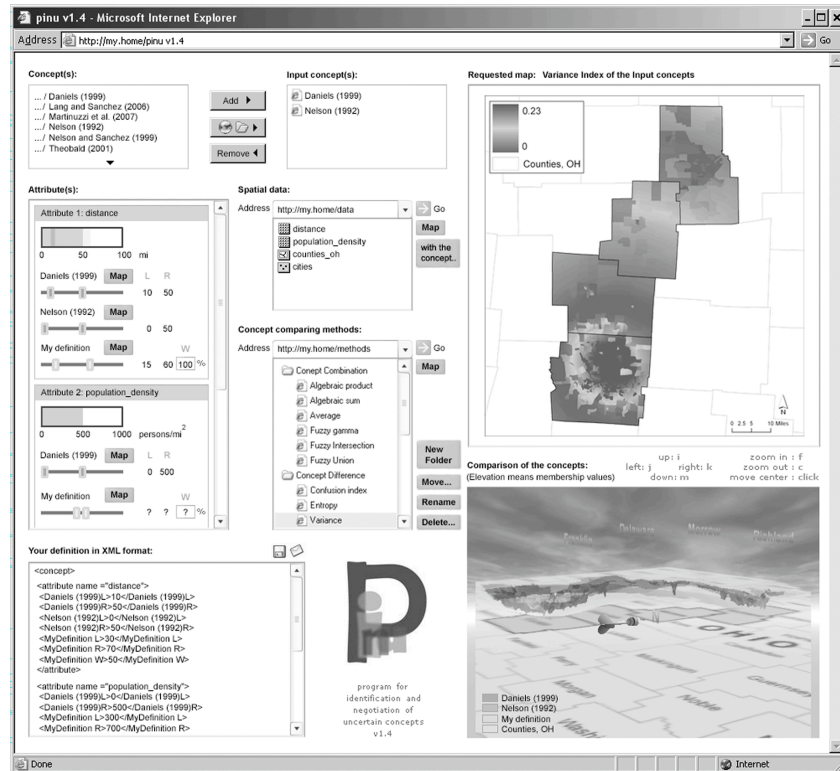 pinu v1.4 - Microsoft Internet Explorer
Address http://my.home/pinu v1.4 Go
Concept(s):
.../ Daniels (1999)
.../ Lang and Sanchez (2006)
.../ Martinuzzi et al. (2007)
.../ Nelson (1992)
.../ Nelson and Sanchez (1999)
.../ Theobald (2001)
Add
Remove
Input concept(s):
Daniels (1999)
Nelson (1992)
Requested map: Variance Index of the Input concepts
0.23
0
Counties, OH
N
0 2.5 5 10 Miles
Attribute(s):
Attribute 1: distance
0 50 100 mi
Daniels (1999) Map L R
10 50
Nelson (1992) Map
0 50
My definition Map W
15 60 100 %
Attribute 2: population_density
0 500 1000 persons/mi2
Daniels (1999) Map L R
0 500
My definition Map W
? ? ? %
Spatial data:
Address http://my.home/data Go
distance
population_density
counties_oh
cities
Map
with the
concept..
Concept comparing methods:
Address http://my.home/methods Go
Map
Conept Combination
Algebraic product
Algebraic sum
Average
Fuzzy gamma
Fuzzy Intersection
Fuzzy Union
Concept Difference
Confusion index
Entropy
Variance
New
Folder
Move...
Rename
Delete...
Comparison of the concepts:
(Elevation means membership values)
up: i
left: j right: k
down: m
zoom in : f
zoom out : c
move center : click
Franklin Delaware Morrow Richland
OHIO
Morgan
Noble
Guernsey
Washington
Daniels (1999)
Nelson (1992)
My definition
Counties, OH
Your definition in XML format:
<concept>
<attribute name ="distance">
<Daniels (1999)L>10</Daniels (1999)L>
<Daniels (1999)R>50</Daniels (1999)R>
<Nelson (1992)L>0</Nelson (1992)L>
<Nelson (1992)R>50</Nelson (1992)R>
<MyDefinition L>30</MyDefinition L>
<MyDefinition R>70</MyDefinition R>
<MyDefinition W>50</MyDefinition W>
</attribute>
<attribute name ="population_density">
<Daniels (1999)L>0</Daniels (1999)L>
<Daniels (1999)R>500</Daniels (1999)R>
<MyDefinition L>300</MyDefinition L>
<MyDefinition R>700</MyDefinition R>
program for
identification and
negotiation of
uncertain concepts
v1.4
Done
Internet